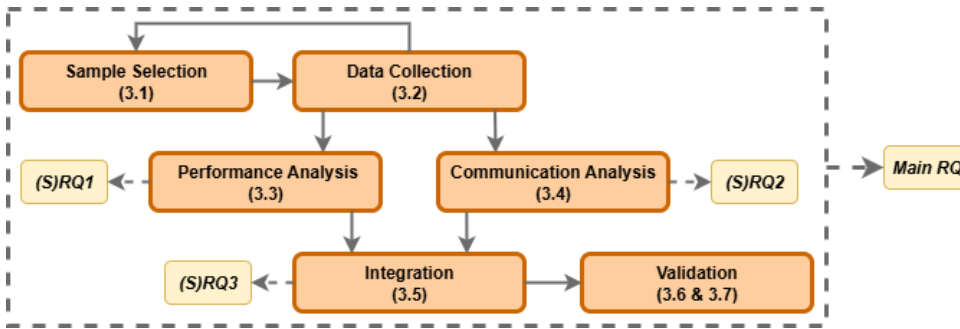 Sample Selection
(3.1)
Data Collection
(3.2)
(S)RQ1
Performance Analysis
(3.3)
Communication Analysis
(3.4)
(S)RQ2
Main RQ
(S)RQ3
Integration
(3.5)
Validation
(3.6 & 3.7)